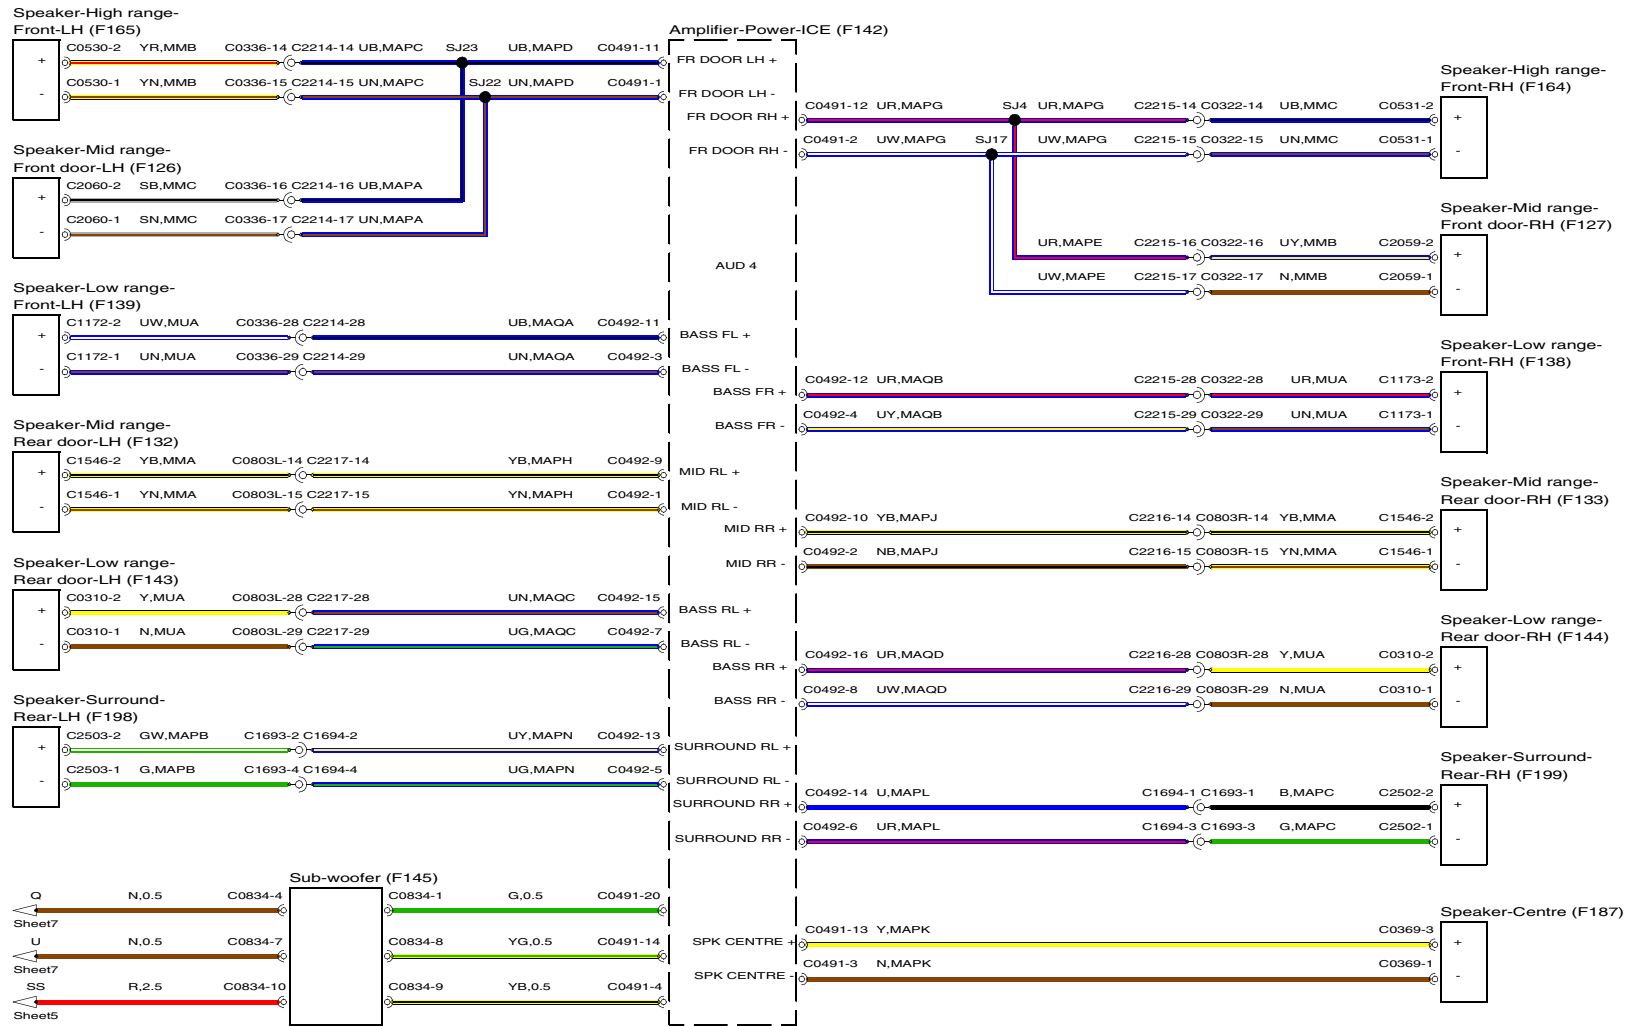 Speaker-High range-
Front-LH (F165)
+ C0530-2 YR,MMB C0336-14 C2214-14 UB,MAPC SJ23 UB,MAPD C0491-11
- C0530-1 YN,MMB C0336-15 C2214-15 UN,MAPC SJ22 UN,MAPD C0491-1
Speaker-Mid range-
Front door-LH (F126)
+ C2060-2 SB,MMC C0336-16 C2214-16 UB,MAPA
- C2060-1 SN,MMC C0336-17 C2214-17 UN,MAPA
Speaker-Low range-
Front-LH (F139)
+ C1172-2 UW,MUA C0336-28 C2214-28 UB,MAQA C0492-11
- C1172-1 UN,MUA C0336-29 C2214-29 UN,MAQA C0492-3
Speaker-Mid range-
Rear door-LH (F132)
+ C1546-2 YB,MMA C0803L-14 C2217-14 YB,MAPH C0492-9
- C1546-1 YN,MMA C0803L-15 C2217-15 YN,MAPH C0492-1
Speaker-Low range-
Rear door-LH (F143)
+ C0310-2 Y,MUA C0803L-28 C2217-28 UN,MAQC C0492-15
- C0310-1 N,MUA C0803L-29 C2217-29 UG,MAQC C0492-7
Speaker-Surround-
Rear-LH (F198)
+ C2503-2 GW,MAPB C1693-2 C1694-2 UY,MAPN C0492-13
- C2503-1 G,MAPB C1693-4 C1694-4 UG,MAPN C0492-5
Sub-woofer (F145)
Q N,0.5 C0834-4 C0834-1 G,0.5 C0491-20
Sheet7
U N,0.5 C0834-7 C0834-8 YG,0.5 C0491-14
Sheet7
SS R,2.5 C0834-10 C0834-9 YB,0.5 C0491-4
Sheet5
Amplifier-Power-ICE (F142)
FR DOOR LH +
FR DOOR LH -
FR DOOR RH +
FR DOOR RH -
AUD 4
BASS FL +
BASS FL -
BASS FR +
BASS FR -
MID RL +
MID RL -
MID RR +
MID RR -
BASS RL +
BASS RL -
BASS RR +
BASS RR -
SURROUND RL +
SURROUND RL -
SURROUND RR +
SURROUND RR -
SPK CENTRE +
SPK CENTRE -
Speaker-High range-
Front-RH (F164)
C0491-12 UR,MAPG SJ4 UR,MAPG C2215-14 C0322-14 UB,MMC C0531-2 +
C0491-2 UW,MAPG SJ17 UW,MAPG C2215-15 C0322-15 UN,MMC C0531-1 -
Speaker-Mid range-
Front door-RH (F127)
UR,MAPE C2215-16 C0322-16 UY,MMB C2059-2 +
UW,MAPE C2215-17 C0322-17 N,MMB C2059-1 -
Speaker-Low range-
Front-RH (F138)
C0492-12 UR,MAQB C2215-28 C0322-28 UR,MUA C1173-2 +
C0492-4 UY,MAQB C2215-29 C0322-29 UN,MUA C1173-1 -
Speaker-Mid range-
Rear door-RH (F133)
C0492-10 YB,MAPJ C2216-14 C0803R-14 YB,MMA C1546-2 +
C0492-2 NB,MAPJ C2216-15 C0803R-15 YN,MMA C1546-1 -
Speaker-Low range-
Rear door-RH (F144)
C0492-16 UR,MAQD C2216-28 C0803R-28 Y,MUA C0310-2 +
C0492-8 UW,MAQD C2216-29 C0803R-29 N,MUA C0310-1 -
Speaker-Surround-
Rear-RH (F199)
C0492-14 U,MAPL C1694-1 C1693-1 B,MAPC C2502-2 +
C0492-6 UR,MAPL C1694-3 C1693-3 G,MAPC C2502-1 -
Speaker-Centre (F187)
C0491-13 Y,MAPK C0369-3 +
C0491-3 N,MAPK C0369-1 -